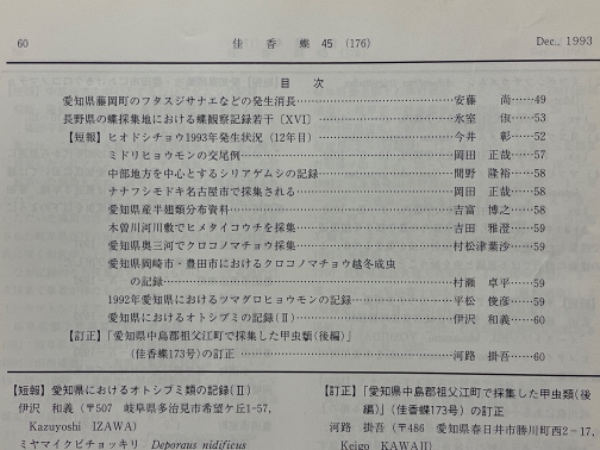 60
佳香蝶 45 (176)
Dec., 1993
目次
愛知県藤岡町のフタスジサナエなどの発生消長……安藤 尚……49
長野県の蝶採集地における蝶観察記録若干〔XVI〕……氷室 俶……53
【短報】ヒオドシチョウ1993年発生状況(12年目)……今井 彰……52
ミドリヒョウモンの交尾例……岡田 正哉……57
中部地方を中心とするシリアゲムシの記録……間野 隆裕……58
ナナフシモドキ名古屋市で採集される……岡田 正哉……58
愛知県産半翅類分布資料……吉富 博之……58
木曽川河川敷でヒメタイコウチを採集……吉田 雅澄……59
愛知県奥三河でクロコノマチョウ採集……村松津葉沙……59
愛知県岡崎市・豊田市におけるクロコノマチョウ越冬成虫
の記録……村瀬 卓平……59
1992年愛知県におけるツマグロヒョウモンの記録……平松 俊彦……59
愛知県におけるオトシブミの記録(II)……伊沢 和義……60
【訂正】「愛知県中島郡祖父江町で採集した甲虫類(後編)」
(佳香蝶173号)の訂正……河路 掛吾……60
【短報】愛知県におけるオトシブミ類の記録(II)
伊沢 和義(〒507 岐阜県多治見市希望ケ丘1-57,
Kazuyoshi IZAWA)
ミヤマイクビチョッキリ Deporaus nidificus
【訂正】「愛知県中島郡祖父江町で採集した甲虫類(後
編)」(佳香蝶173号)の訂正
河路 掛吾(〒486 愛知県春日井市勝川町西2-17,
Keigo KAWAJI)